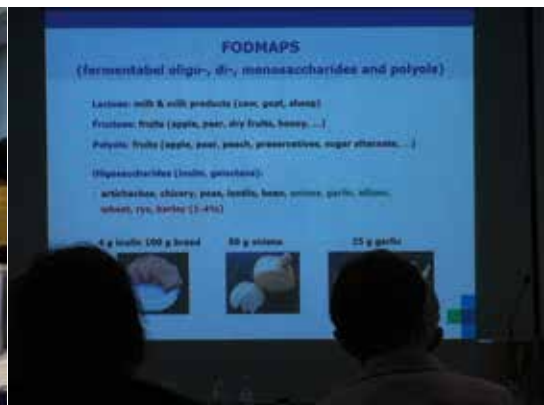 FODMAPS
(fermentabel oligo-, di-, monosaccharides and polyols)
Lactose: milk & milk products (cow, goat, sheep)
Fructose: fruits (apple, pear, dry fruits, honey, ...)
Polyols: fruits (apple, pear, peach, preservatives, sugar alternate, ...)
Oligosaccharides (inulin, galactans):
artichockes, chicory, peas, lentils, bean, onions, garlic,
wheat, rye, barley (1-4%)
4 g inulin 100 g bread 50 g onions 25 g garlic